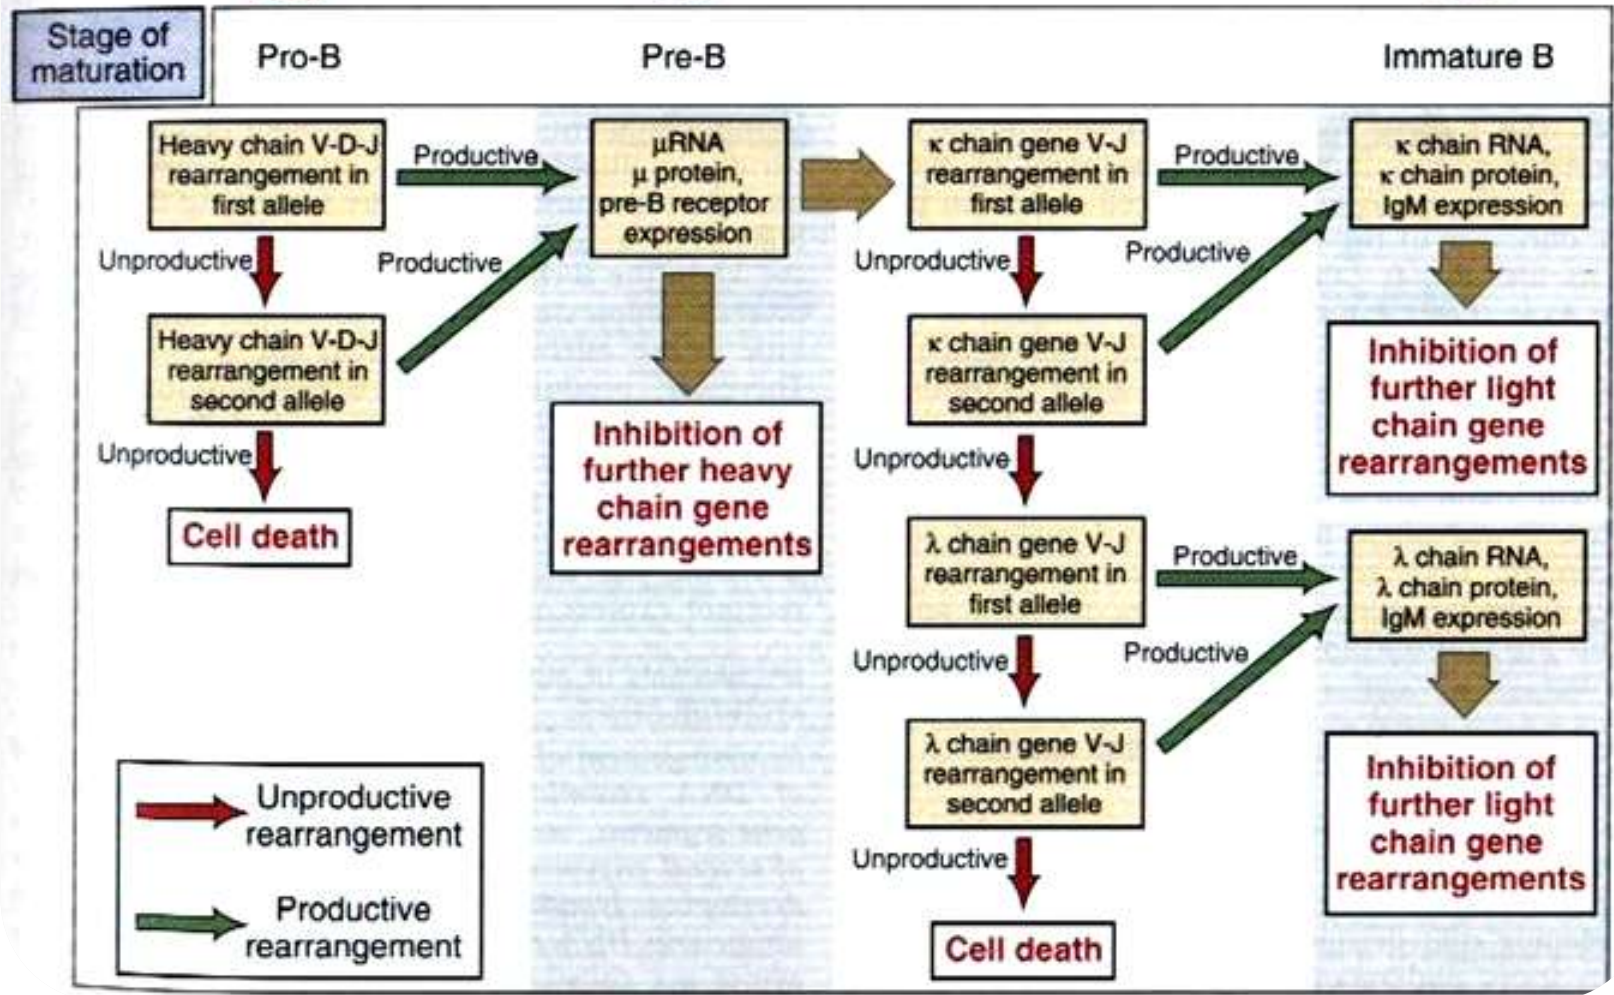 Stage of
maturation
Pro-B
Pre-B
Immature B
Heavy chain V-D-J
rearrangement in
first allele
Productive
Unproductive
Productive
Heavy chain V-D-J
rearrangement in
second allele
Unproductive
Cell death
μRNA
μ protein,
pre-B receptor
expression
Inhibition of
further heavy
chain gene
rearrangements
κ chain gene V-J
rearrangement in
first allele
Productive
Unproductive
Productive
κ chain gene V-J
rearrangement in
second allele
Unproductive
λ chain gene V-J
rearrangement in
first allele
Productive
Unproductive
Productive
λ chain gene V-J
rearrangement in
second allele
Unproductive
Cell death
κ chain RNA,
κ chain protein,
IgM expression
Inhibition of
further light
chain gene
rearrangements
λ chain RNA,
λ chain protein,
IgM expression
Inhibition of
further light
chain gene
rearrangements
Unproductive
rearrangement
Productive
rearrangement